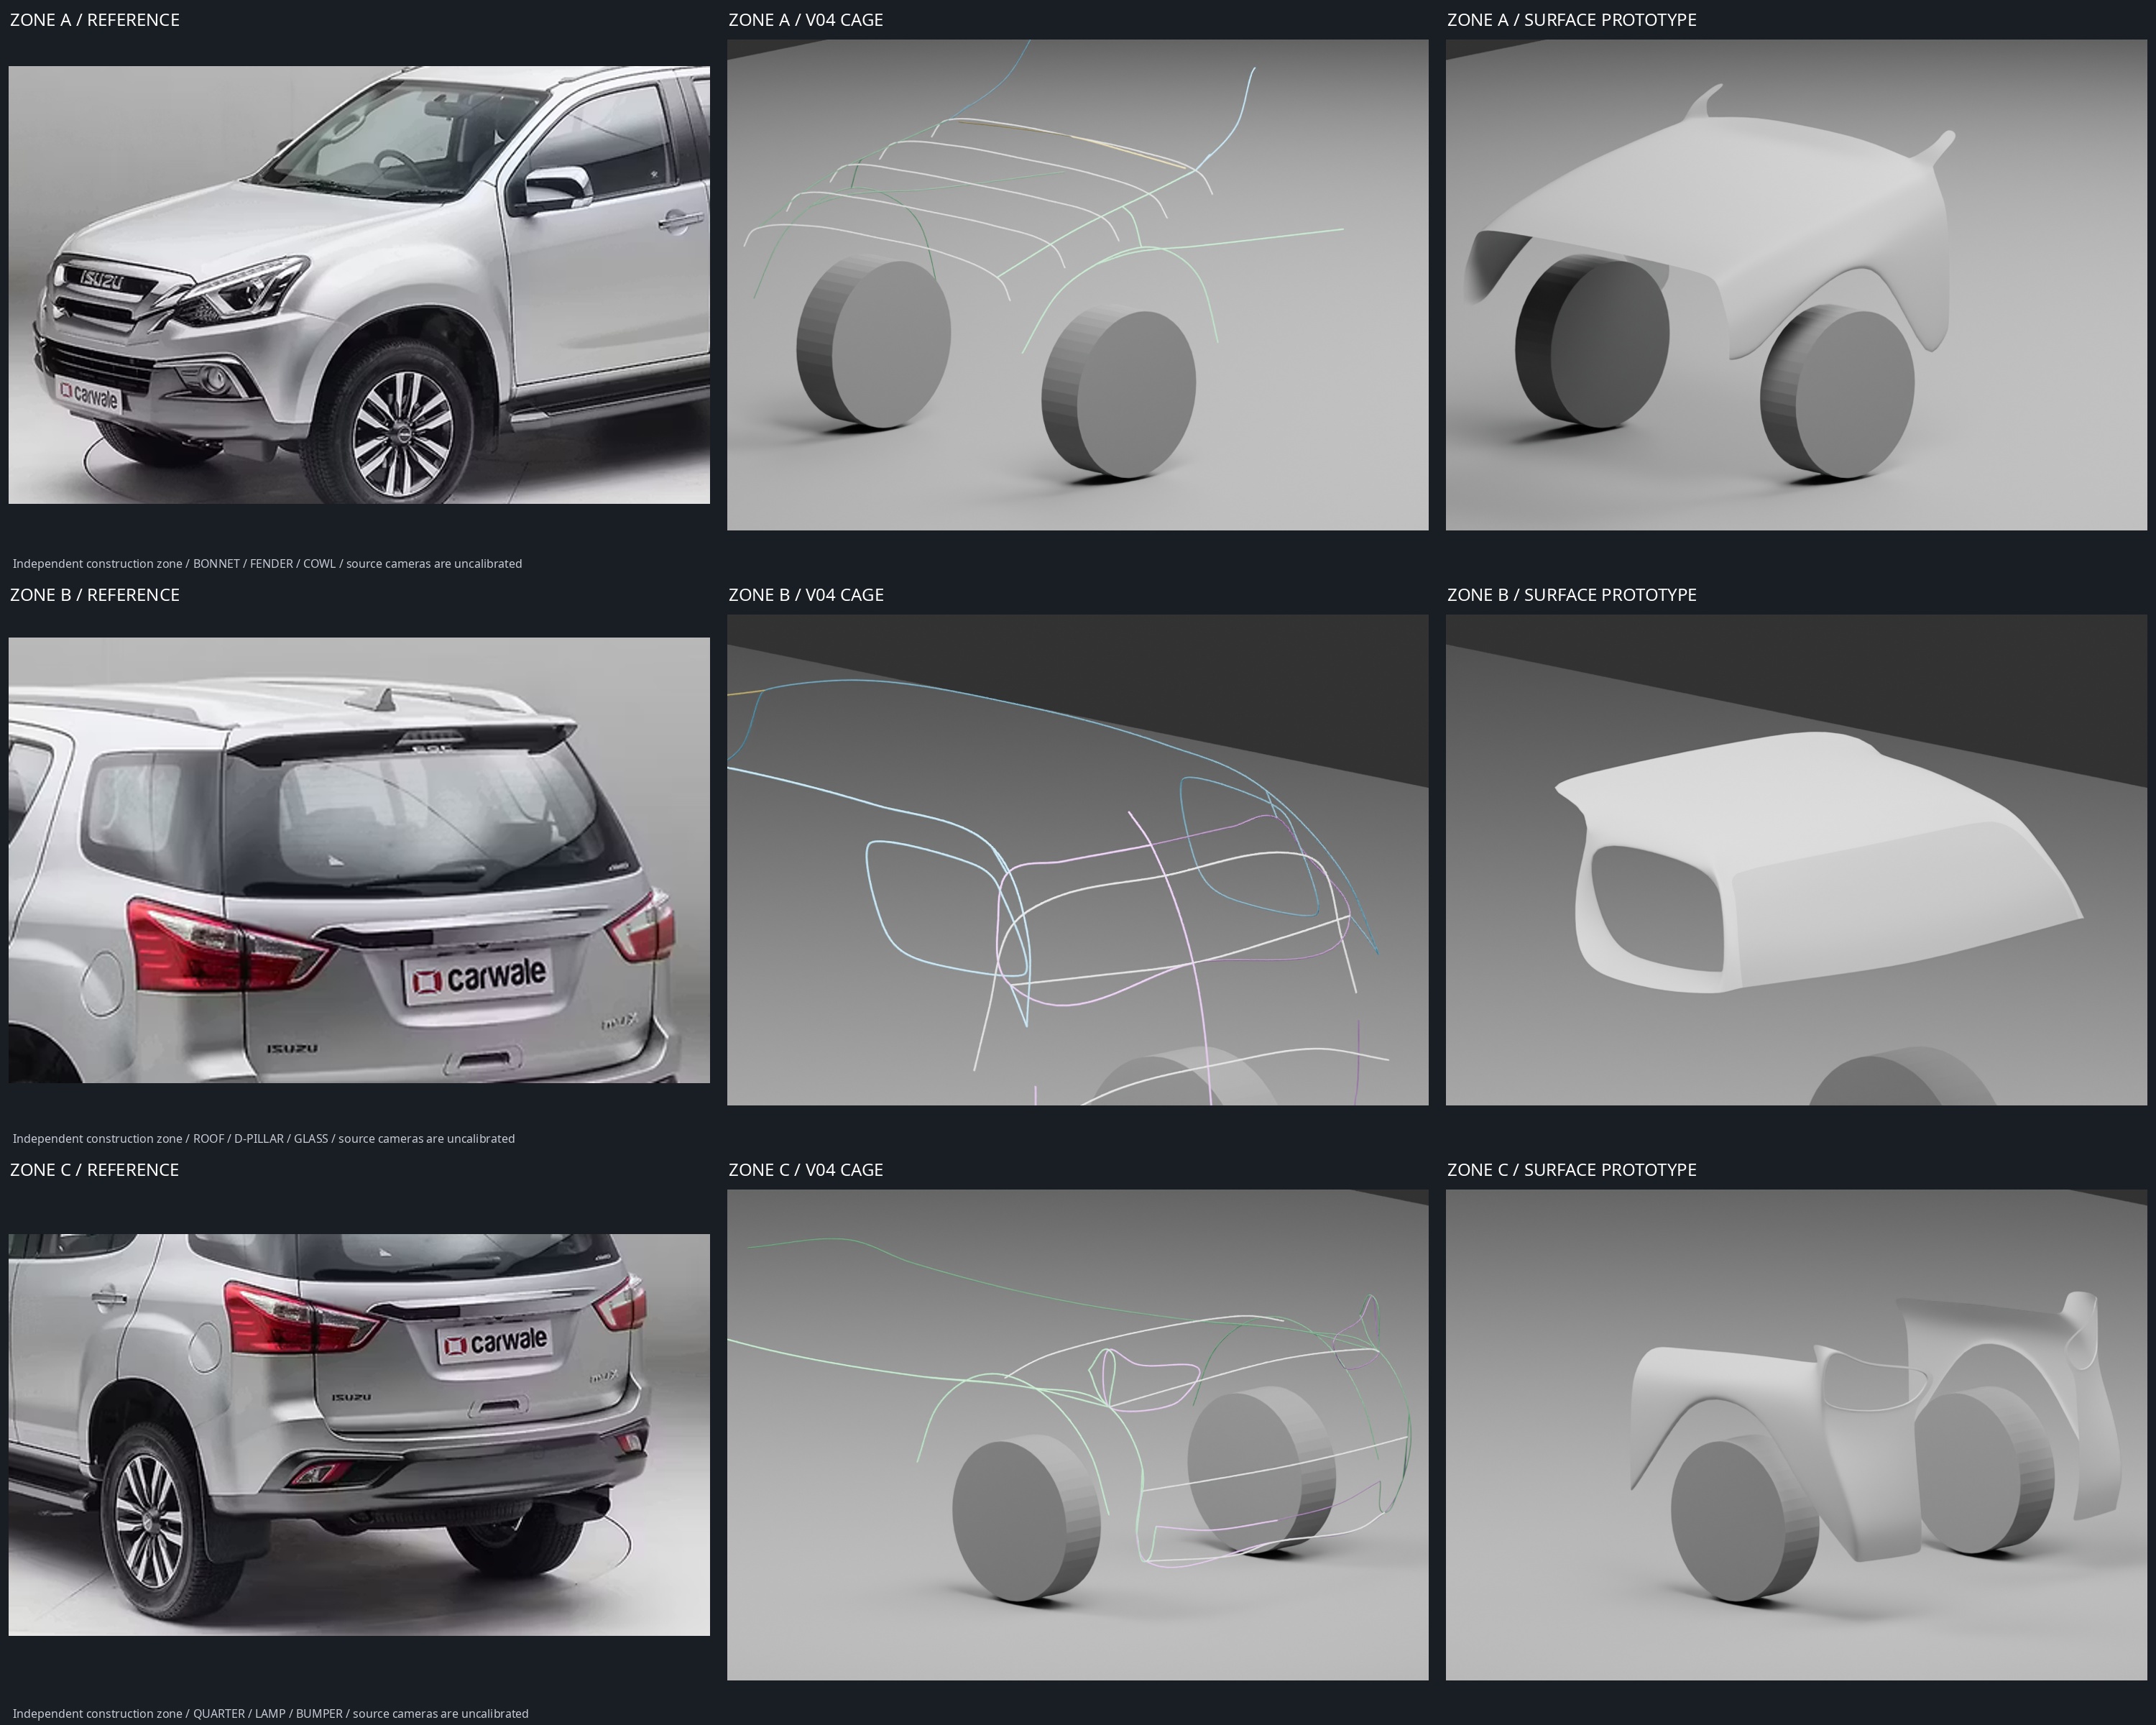 ZONE A / REFERENCE
ZONE A / V04 CAGE
ZONE A / SURFACE PROTOTYPE
ISUZU
carwale
Independent construction zone / BONNET / FENDER / COWL / source cameras are uncalibrated
ZONE B / REFERENCE
ZONE B / V04 CAGE
ZONE B / SURFACE PROTOTYPE
carwale
mu-X
ISUZU
Independent construction zone / ROOF / D-PILLAR / GLASS / source cameras are uncalibrated
ZONE C / REFERENCE
ZONE C / V04 CAGE
ZONE C / SURFACE PROTOTYPE
carwale
ISUZU
Independent construction zone / QUARTER / LAMP / BUMPER / source cameras are uncalibrated